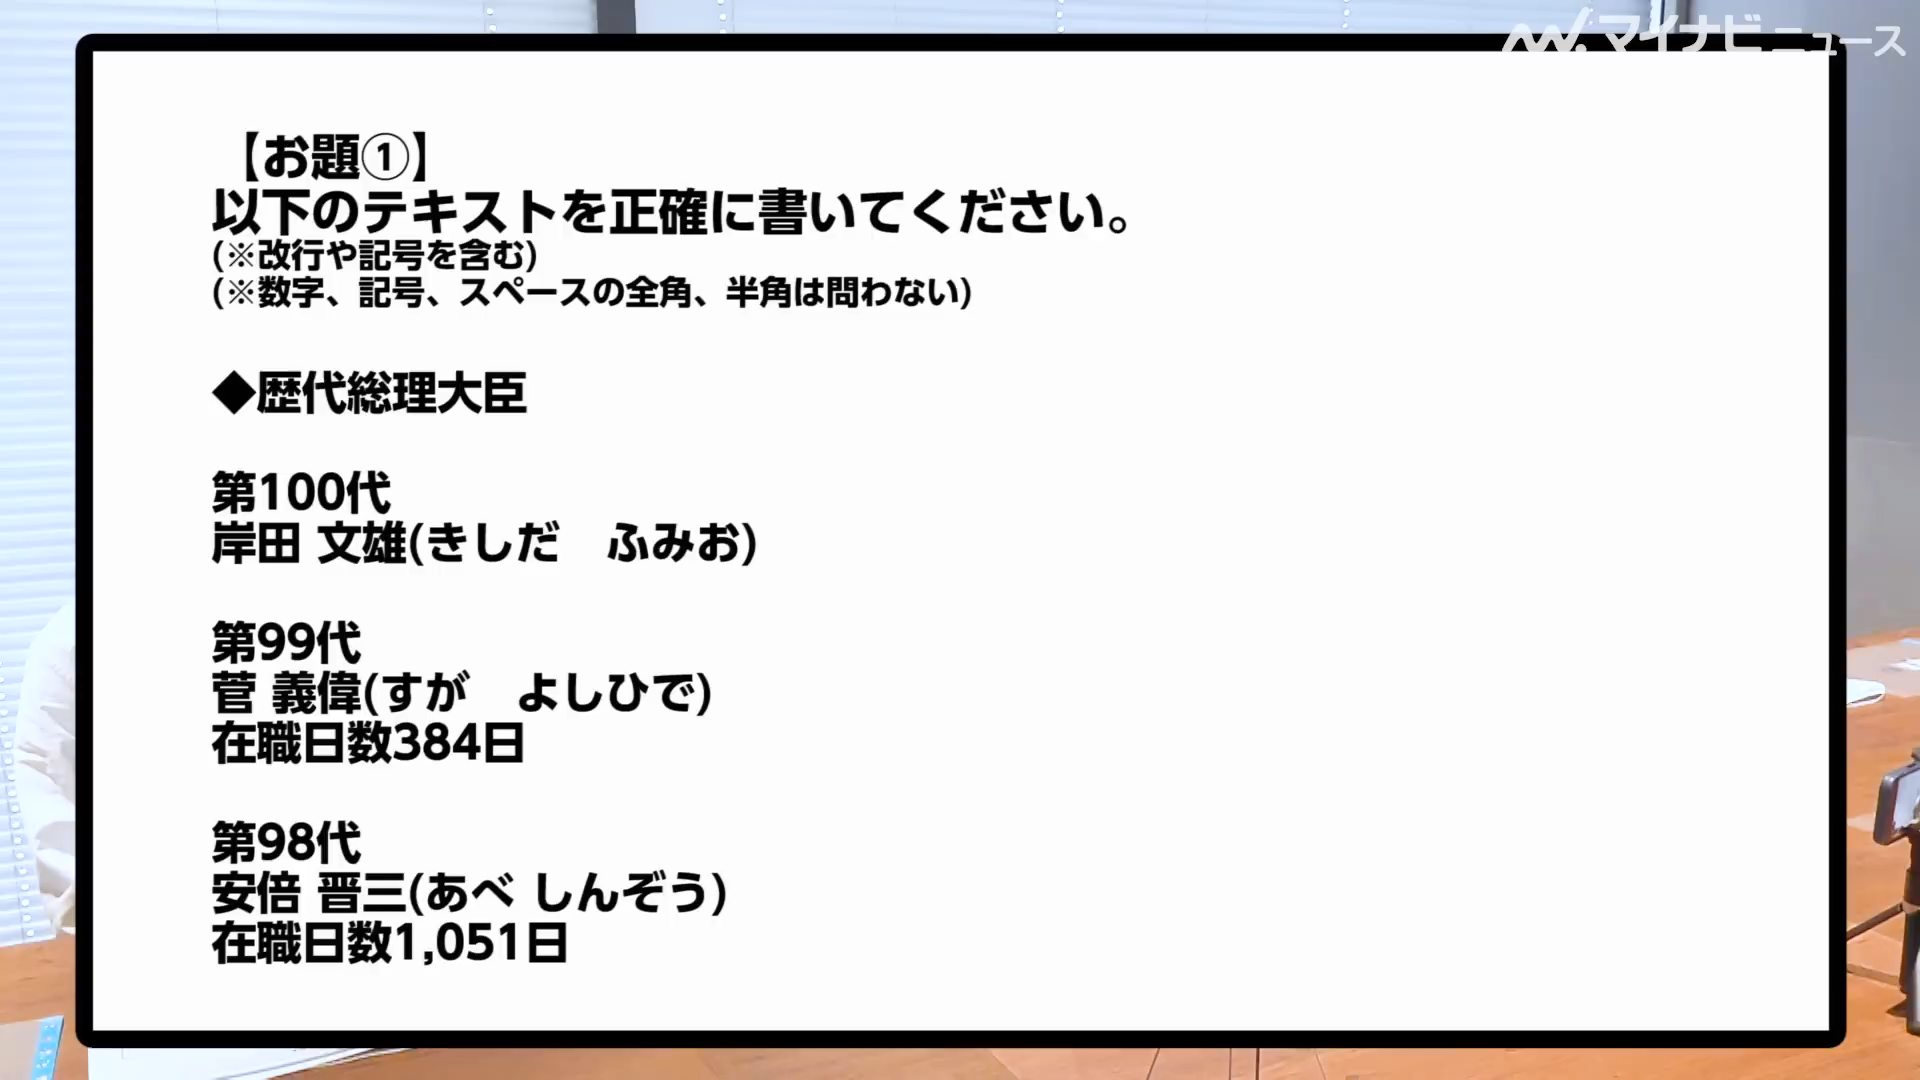 マイナビニュース
【お題①】
以下のテキストを正確に書いてください。
(※改行や記号を含む)
(※数字、記号、スペースの全角、半角は問わない)
◆歴代総理大臣
第100代
岸田 文雄(きしだ　ふみお)
第99代
菅 義偉(すが　よしひで)
在職日数384日
第98代
安倍 晋三(あべ しんぞう)
在職日数1,051日